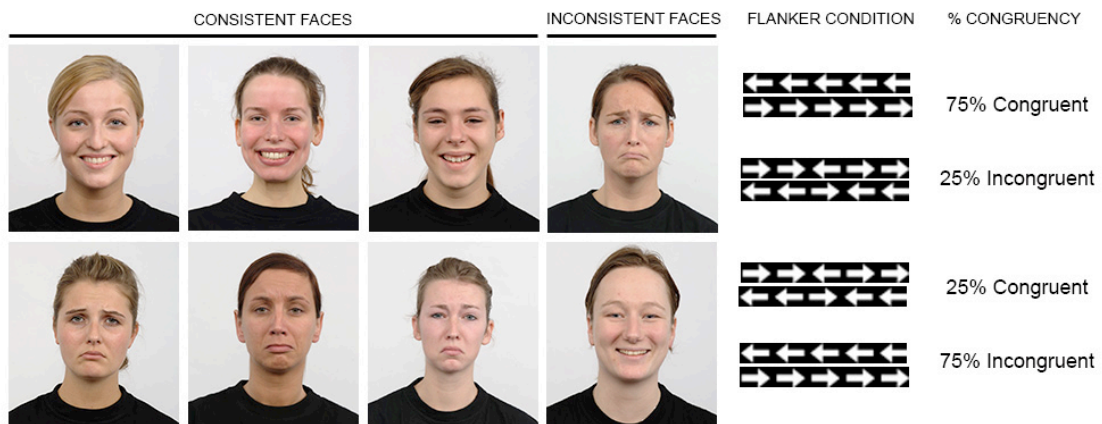 CONSISTENT FACES
INCONSISTENT FACES
FLANKER CONDITION
% CONGRUENCY
75% Congruent
25% Incongruent
25% Congruent
75% Incongruent